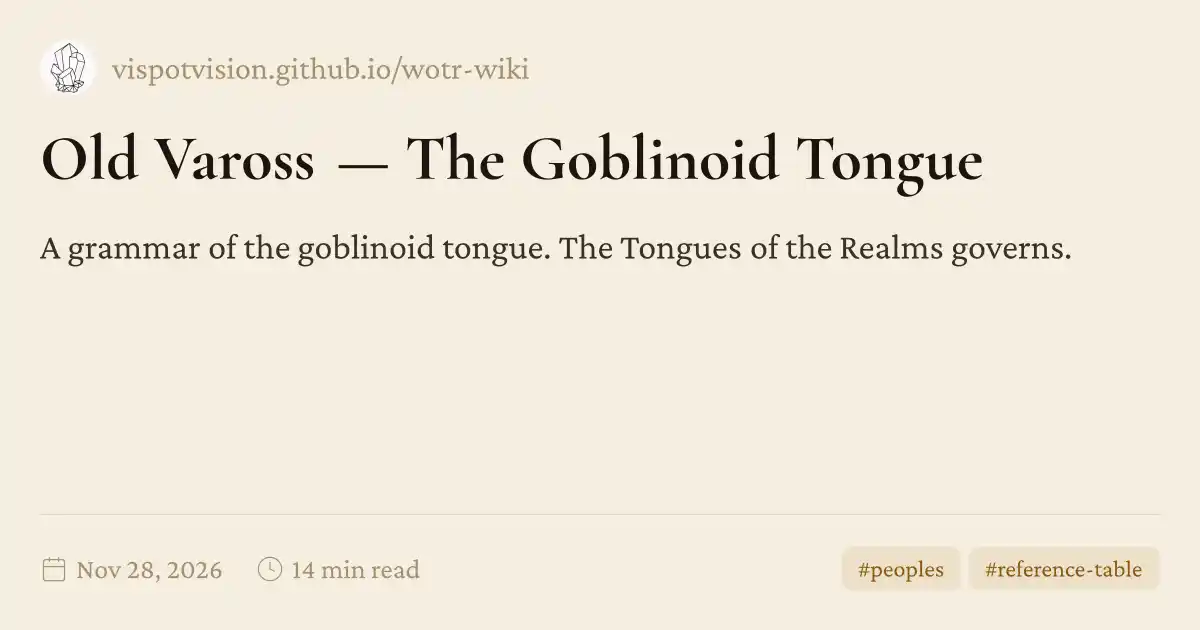 vispotvision.github.io/wotr-wiki
Old Vaross — The Goblinoid Tongue
A grammar of the goblinoid tongue. The Tongues of the Realms governs.
Nov 28, 2026 14 min read #peoples #reference-table